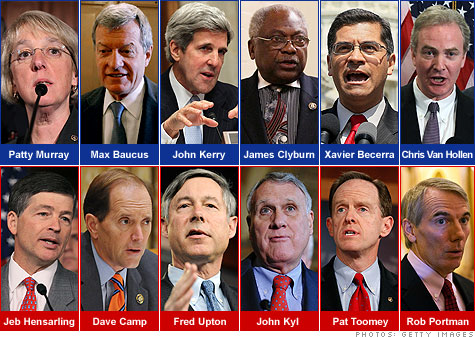 Patty Murray
Max Baucus
John Kerry
James Clyburn
Xavier Becerra
Chris Van Hollen
Jeb Hensarling
Dave Camp
Fred Upton
John Kyl
Pat Toomey
Rob Portman
PHOTOS: GETTY IMAGES